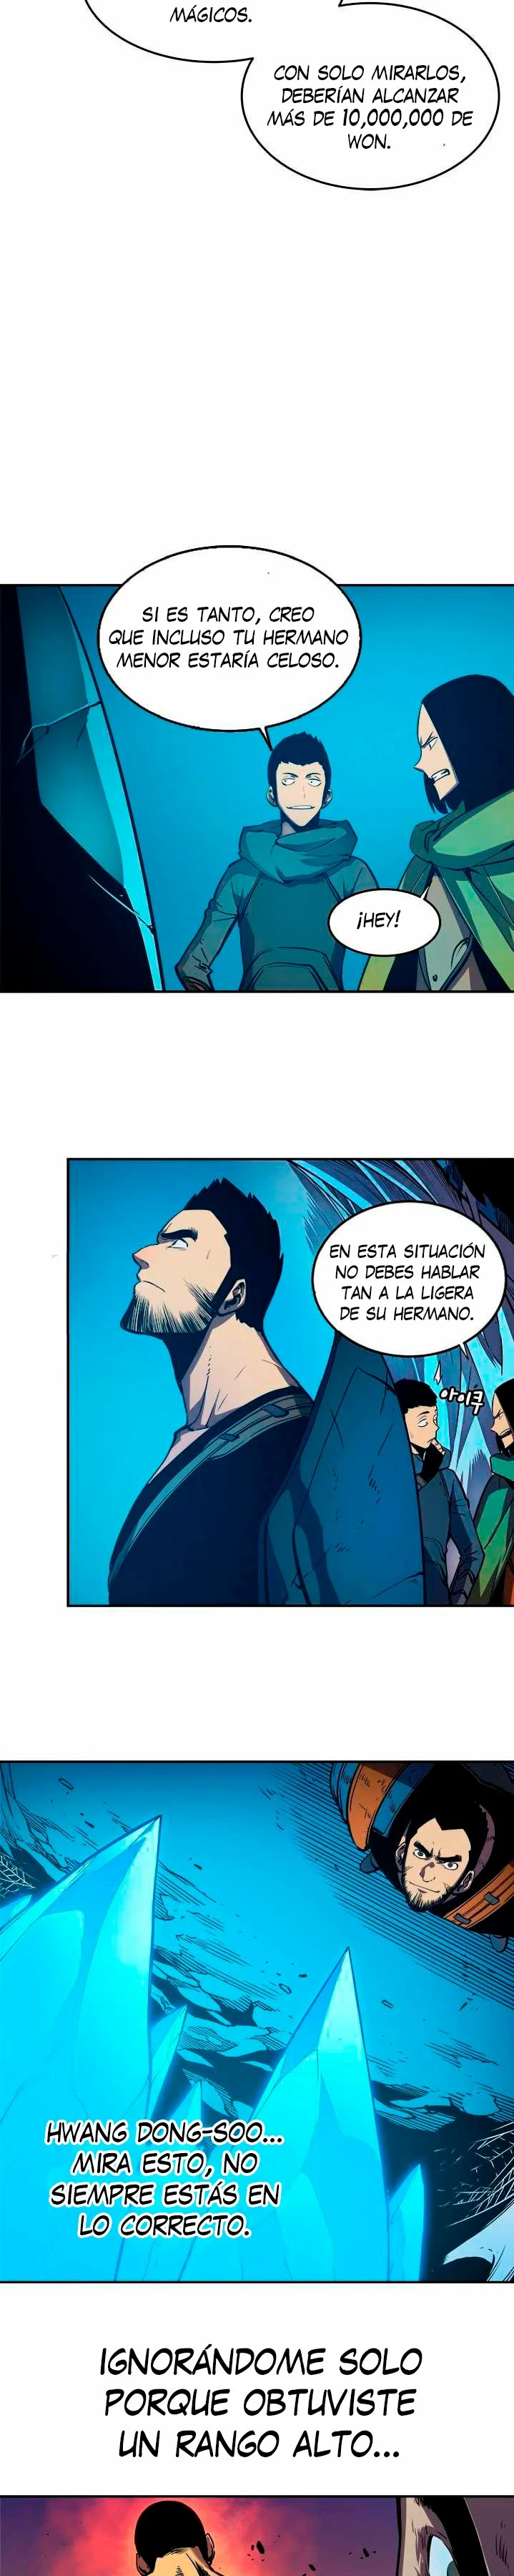 MÁGICOS.
CON SOLO MIRARLOS,
DEBERÍAN ALCANZAR
MÁS DE 10,000,000 DE
WON.
SI ES TANTO, CREO
QUE INCLUSO TU HERMANO
MENOR ESTARÍA CELOSO.
¡HEY!
EN ESTA SITUACIÓN
NO DEBES HABLAR
TAN A LA LIGERA
DE SU HERMANO.
아이쿠
HWANG DONG-SOO...
MIRA ESTO, NO
SIEMPRE ESTÁS EN
LO CORRECTO.
IGNORÁNDOME SOLO
PORQUE OBTUVISTE
UN RANGO ALTO...